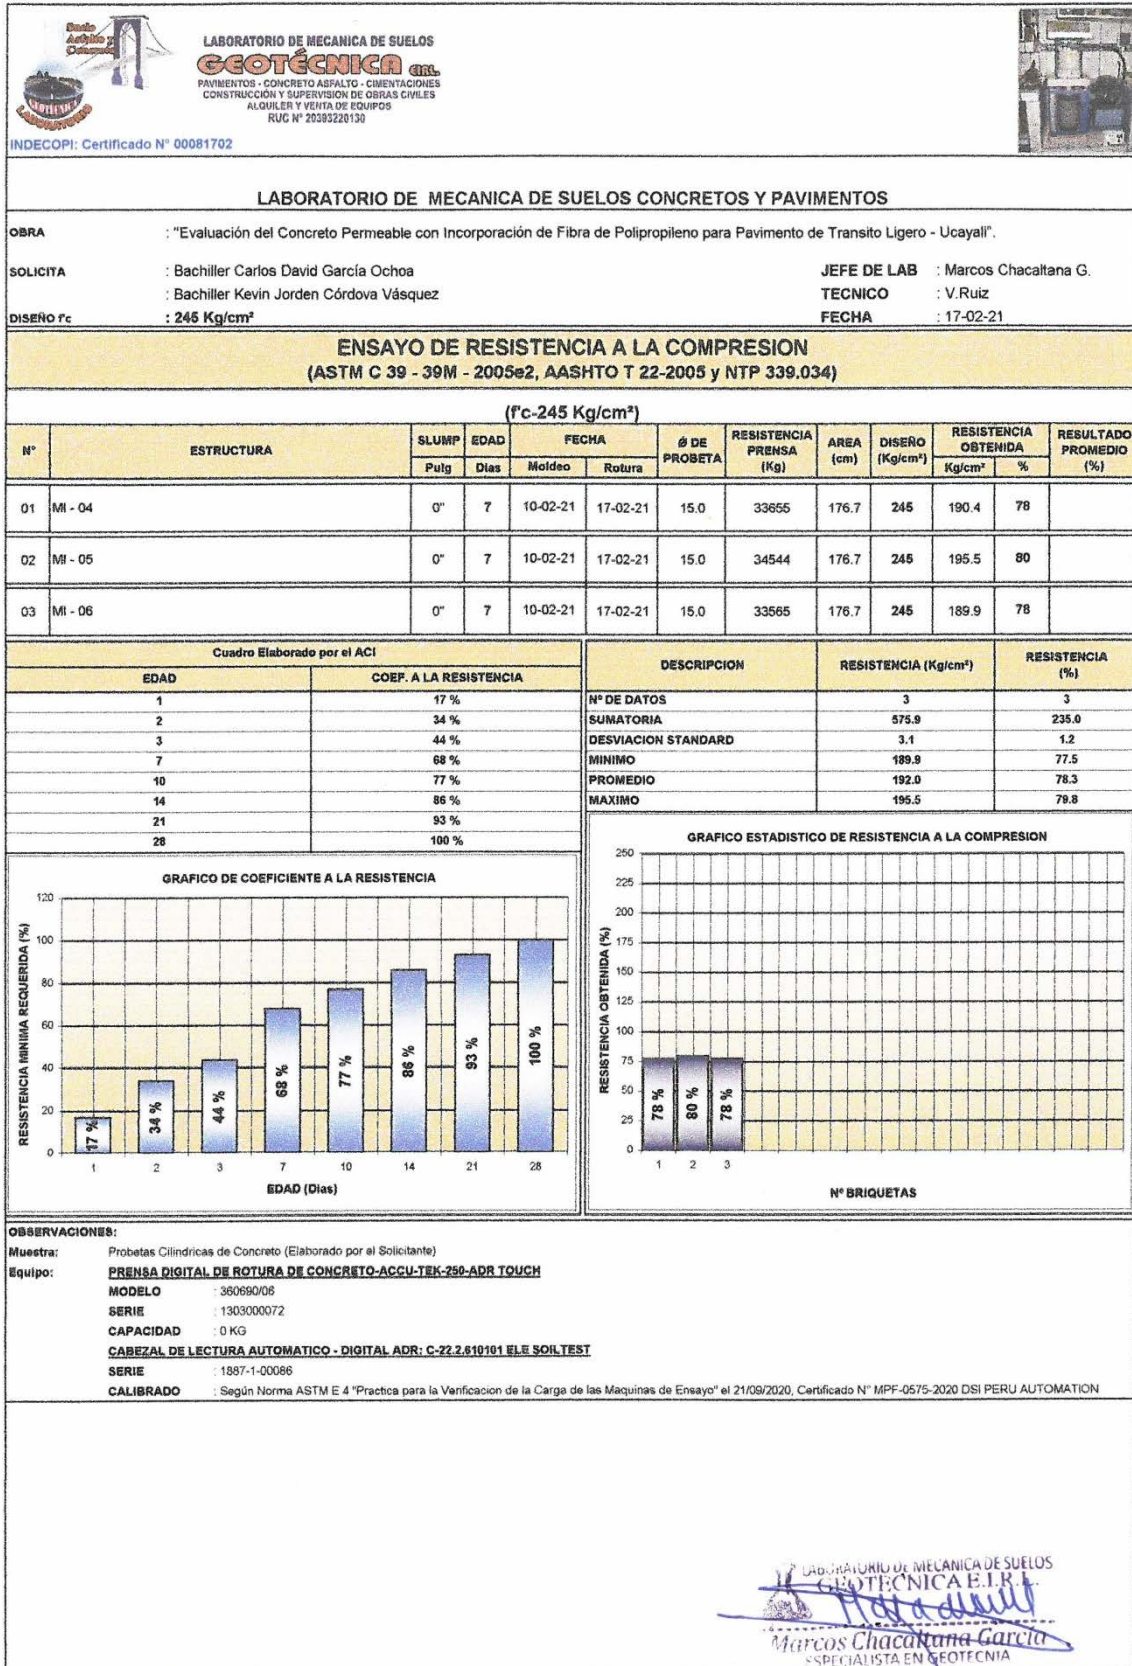 Suelo
Asfalto y
Concreto
GEOTECNICA
LABORATORIO
LABORATORIO DE MECANICA DE SUELOS
GEOTÉCNICA EIRL.
PAVIMENTOS - CONCRETO ASFALTO - CIMENTACIONES
CONSTRUCCIÓN Y SUPERVISION DE OBRAS CIVILES
ALQUILER Y VENTA DE EQUIPOS
RUC N° 20393220130
INDECOPI: Certificado N° 00081702
LABORATORIO DE MECANICA DE SUELOS CONCRETOS Y PAVIMENTOS
OBRA : "Evaluación del Concreto Permeable con Incorporación de Fibra de Polipropileno para Pavimento de Transito Ligero - Ucayali".
SOLICITA : Bachiller Carlos David García Ochoa JEFE DE LAB : Marcos Chacaltana G.
: Bachiller Kevin Jorden Córdova Vásquez TECNICO : V.Ruiz
DISEÑO f'c : 245 Kg/cm² FECHA : 17-02-21
ENSAYO DE RESISTENCIA A LA COMPRESION
(ASTM C 39 - 39M - 2005e2, AASHTO T 22-2005 y NTP 339.034)
(f'c-245 Kg/cm²)
N° ESTRUCTURA SLUMP EDAD FECHA Ø DE PROBETA RESISTENCIA PRENSA (Kg) AREA (cm) DISEÑO (Kg/cm²) RESISTENCIA OBTENIDA RESULTADO PROMEDIO (%)
Pulg Dias Moldeo Rotura Kg/cm² %
01 MI - 04 0" 7 10-02-21 17-02-21 15.0 33655 176.7 245 190.4 78
02 MI - 05 0" 7 10-02-21 17-02-21 15.0 34544 176.7 245 195.5 80
03 MI - 06 0" 7 10-02-21 17-02-21 15.0 33565 176.7 245 189.9 78
Cuadro Elaborado por el ACI
EDAD COEF. A LA RESISTENCIA
1 17 %
2 34 %
3 44 %
7 68 %
10 77 %
14 86 %
21 93 %
28 100 %
DESCRIPCION RESISTENCIA (Kg/cm²) RESISTENCIA (%)
N° DE DATOS 3 3
SUMATORIA 575.9 235.0
DESVIACION STANDARD 3.1 1.2
MINIMO 189.9 77.5
PROMEDIO 192.0 78.3
MAXIMO 195.5 79.8
GRAFICO DE COEFICIENTE A LA RESISTENCIA
RESISTENCIA MINIMA REQUERIDA (%)
120
100
80
60
40
20
0
17 % 34 % 44 % 68 % 77 % 86 % 93 % 100 %
1 2 3 7 10 14 21 28
EDAD (Dias)
GRAFICO ESTADISTICO DE RESISTENCIA A LA COMPRESION
RESISTENCIA OBTENIDA (%)
250
225
200
175
150
125
100
75
50
25
0
78 % 80 % 78 %
1 2 3
N° BRIQUETAS
OBSERVACIONES:
Muestra: Probetas Cilindricas de Concreto (Elaborado por el Solicitante)
Equipo: PRENSA DIGITAL DE ROTURA DE CONCRETO-ACCU-TEK-250-ADR TOUCH
MODELO : 360690/06
SERIE : 1303000072
CAPACIDAD : 0 KG
CABEZAL DE LECTURA AUTOMATICO - DIGITAL ADR: C-22.2.610101 ELE SOILTEST
SERIE : 1887-1-00086
CALIBRADO : Según Norma ASTM E 4 "Practica para la Verificacion de la Carga de las Maquinas de Ensayo" el 21/09/2020, Certificado N° MPF-0575-2020 DSI PERU AUTOMATION
LABORATORIO DE MECANICA DE SUELOS
GEOTECNICA E.I.R.L.
Marcos Chacaltana García
ESPECIALISTA EN GEOTECNIA